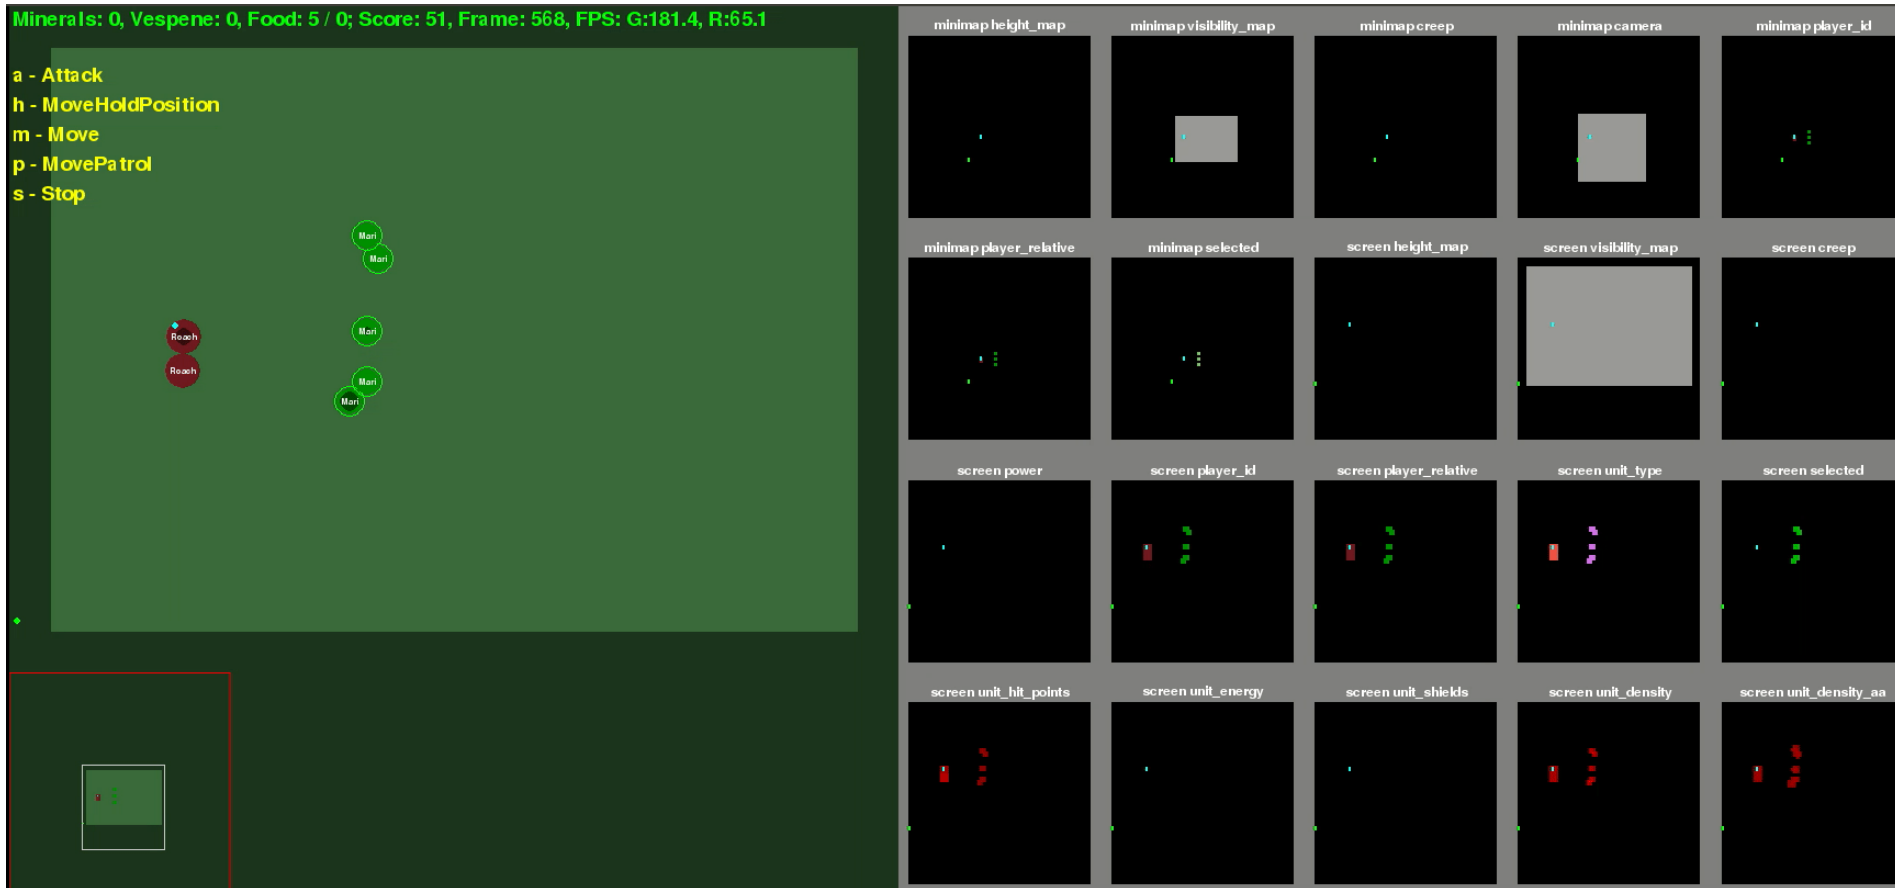 Minerals: 0, Vespene: 0, Food: 5 / 0; Score: 51, Frame: 568, FPS: G:181.4, R:65.1
a - Attack
h - MoveHoldPosition
m - Move
p - MovePatrol
s - Stop
Mari
Mari
Mari
Roach
Roach
Mari
Mari
minimap height_map
minimap visibility_map
minimap creep
minimap camera
minimap player_id
minimap player_relative
minimap selected
screen height_map
screen visibility_map
screen creep
screen power
screen player_id
screen player_relative
screen unit_type
screen selected
screen unit_hit_points
screen unit_energy
screen unit_shields
screen unit_density
screen unit_density_aa